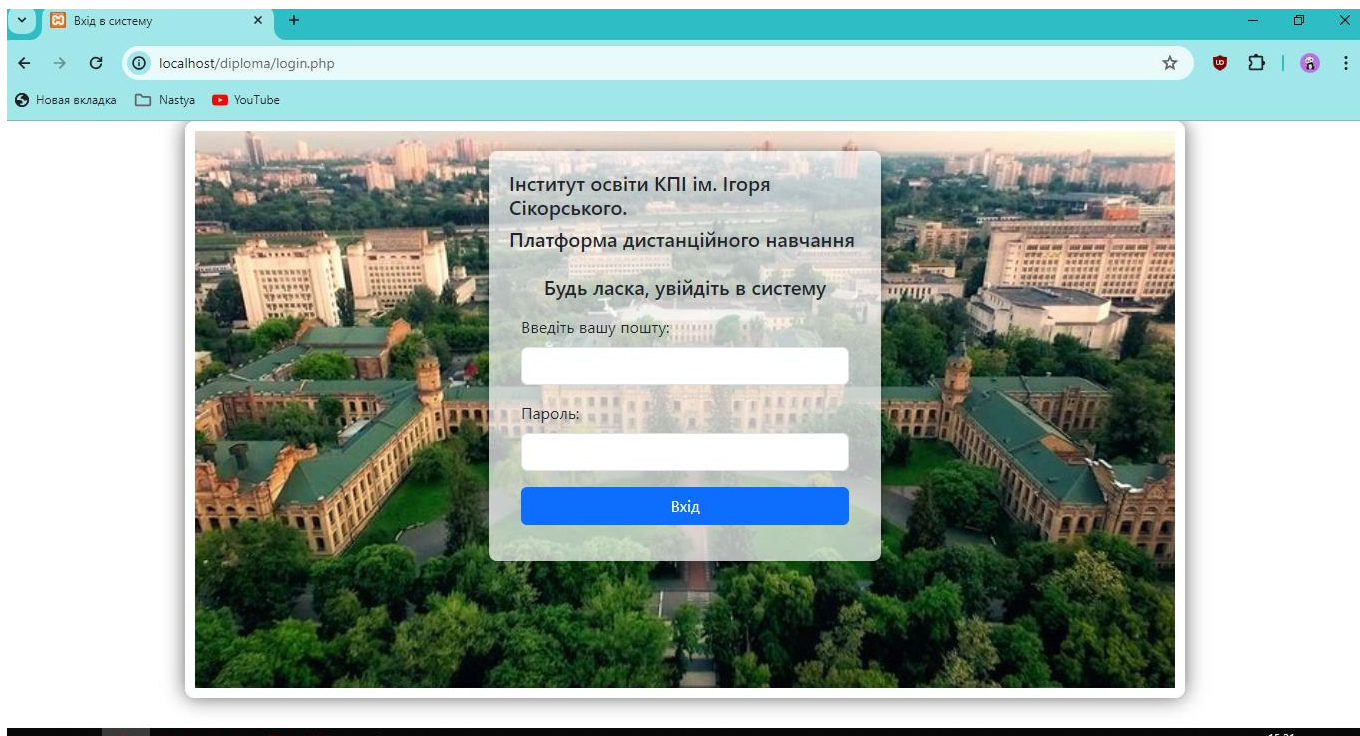 Вхід в систему
localhost/diploma/login.php
Новая вкладка Nastya YouTube
Інститут освіти КПІ ім. Ігоря
Сікорського.
Платформа дистанційного навчання
Будь ласка, увійдіть в систему
Введіть вашу пошту:
Пароль:
Вхід